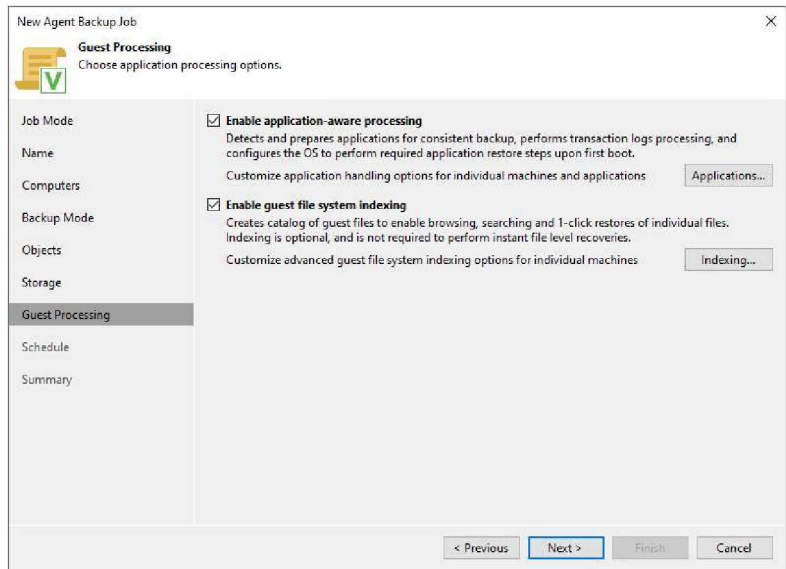 New Agent Backup Job
Guest Processing
Choose application processing options.
Job Mode
Name
Computers
Backup Mode
Objects
Storage
Guest Processing
Schedule
Summary
Enable application-aware processing
Detects and prepares applications for consistent backup, performs transaction logs processing, and
configures the OS to perform required application restore steps upon first boot.
Customize application handling options for individual machines and applications
Applications...
Enable guest file system indexing
Creates catalog of guest files to enable browsing, searching and 1-click restores of individual files.
Indexing is optional, and is not required to perform instant file level recoveries.
Customize advanced guest file system indexing options for individual machines
Indexing...
< Previous
Next >
Finish
Cancel